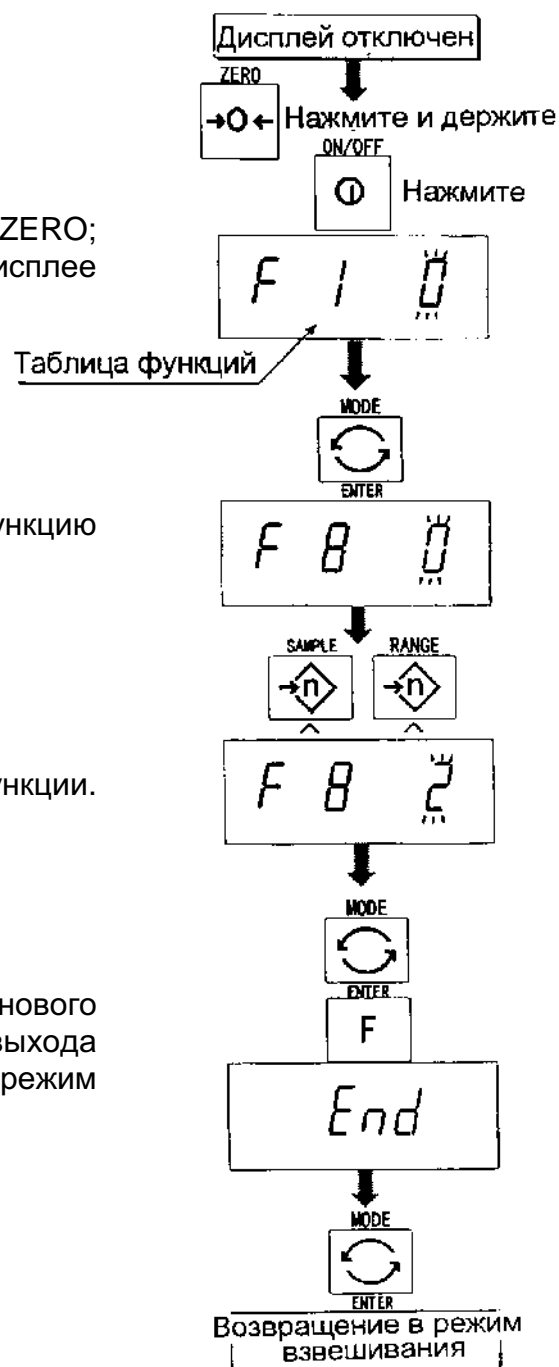 Дисплей отключен
ZERO
→0← Нажмите и держите
ON/OFF
Нажмите
ZERO;
исплее
F 1 0
Таблица функций
MODE
ENTER
ункцию
F 8 0
SAMPLE RANGE
n n
ункции.
F 8 2
MODE
ENTER
нового
F
выхода
режим
End
MODE
ENTER
Возвращение в режим
взвешивания